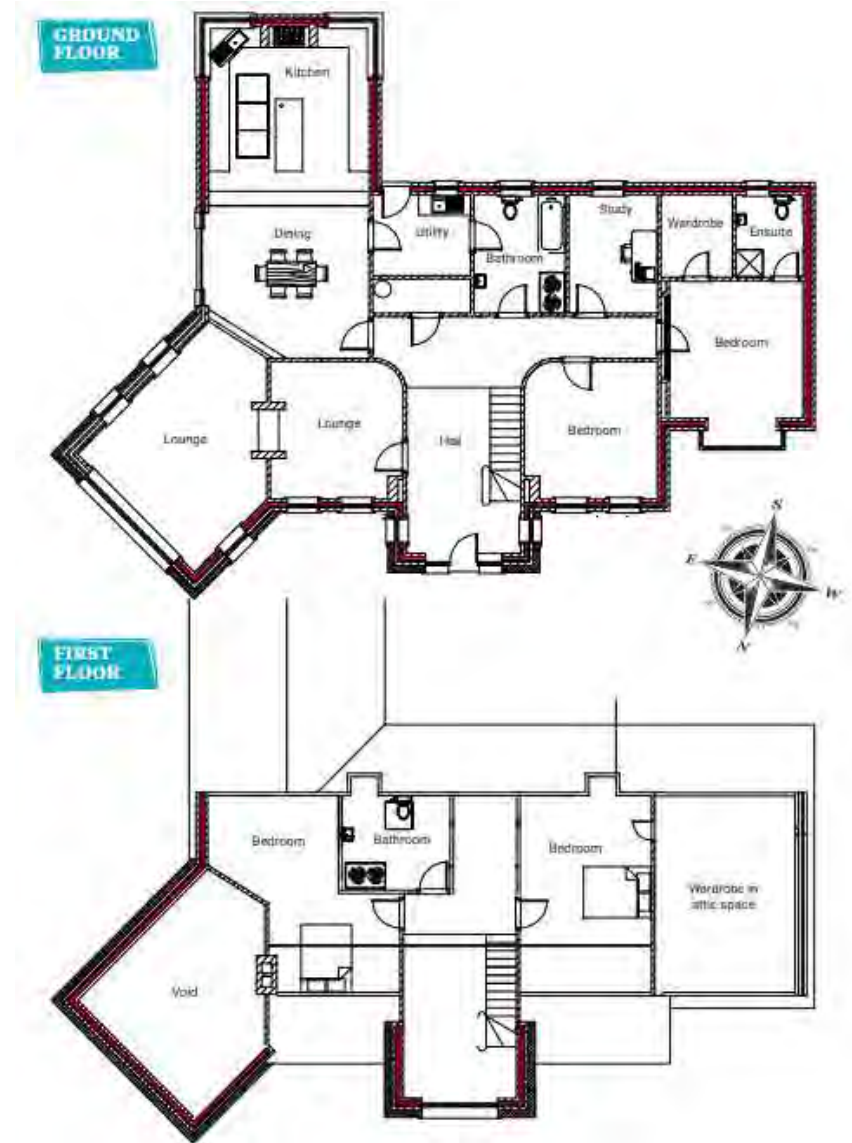 GROUND
FLOOR
Kitchen
Study
Wardrobe
Ensuite
Dining
Utility
Bathroom
Bedroom
Lounge
Lounge
Hall
Bedroom
S
E
W
N
FIRST
FLOOR
Bedroom
Bathroom
Bedroom
Wardrobe in
attic space
Void